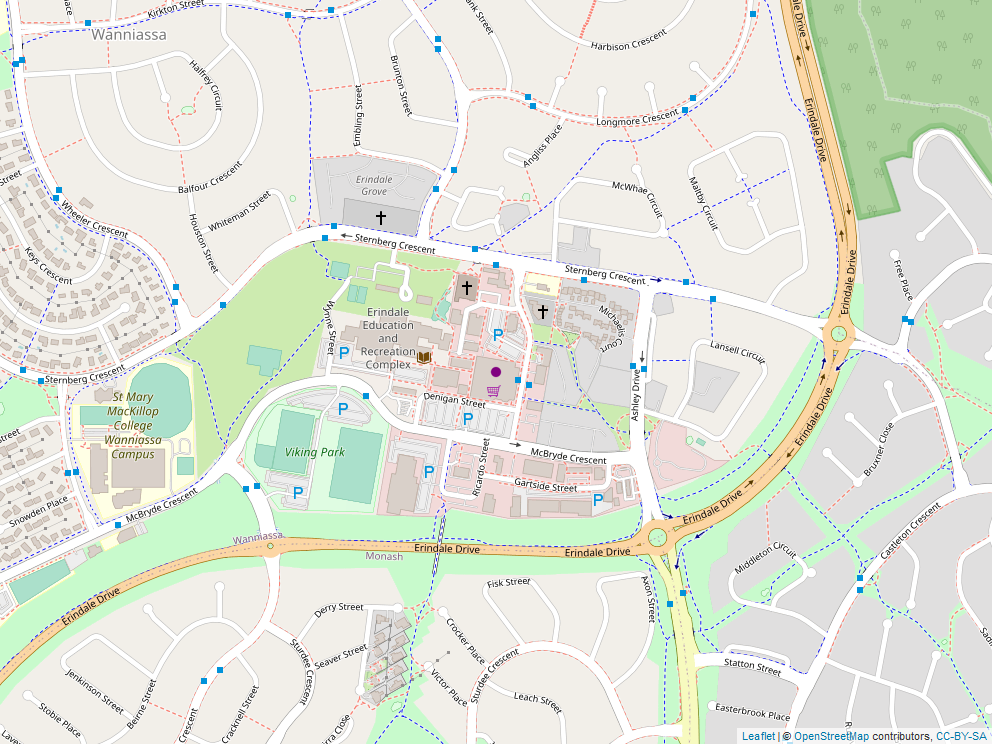 Kirkton Street
Wanniassa
Harbison Crescent
Erindale Drive
Halfrey Circuit
Brunton Street
Embling Street
Longmore Crescent
Erindale Drive
Angliss Place
Balfour Crescent
Erindale
Grove
McWhae Circuit
Maltby Circuit
Whiteman Street
Wheeler Crescent
Houston Street
Sternberg Crescent
Keys Crescent
Sternberg Crescent
Free Place
Erindale Drive
Wynne Street
Erindale
Education
and
Recreation
Complex
Michaelis
Court
Lansell Circuit
P
P
Sternberg Crescent
St Mary
MacKillop
College
Wanniassa
Campus
Denigan Street
Ashley Drive
Erindale Drive
P
P
Viking Park
McBryde Crescent
Bruxner Close
P
Ricardo Street
Gartside Street
P
P
Snowden Place
McBryde Crescent
Erindale Drive
Castleton Crescent
Wanniassa
Monash
Erindale Drive
Erindale Drive
Middleton Circuit
Erindale Drive
Fisk Street
Axon Street
Derry Street
Crocker Place
Seaver Street
Sturdee Crescent
Sturdee Crescent
Statton Street
Jenkinson Street
Beirne Street
Victor Place
Leach Street
Stobie Place
Cracknell Street
Crescent
Easterbrook Place
Leaflet | © OpenStreetMap contributors, CC-BY-SA